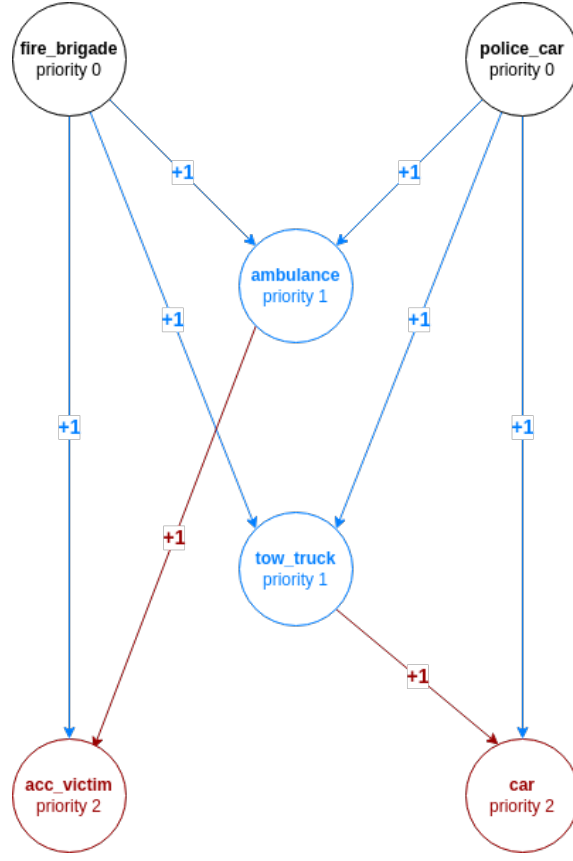 fire_brigade
priority 0
police_car
priority 0
+1
+1
ambulance
priority 1
+1
+1
+1
+1
+1
tow_truck
priority 1
+1
acc_victim
priority 2
car
priority 2